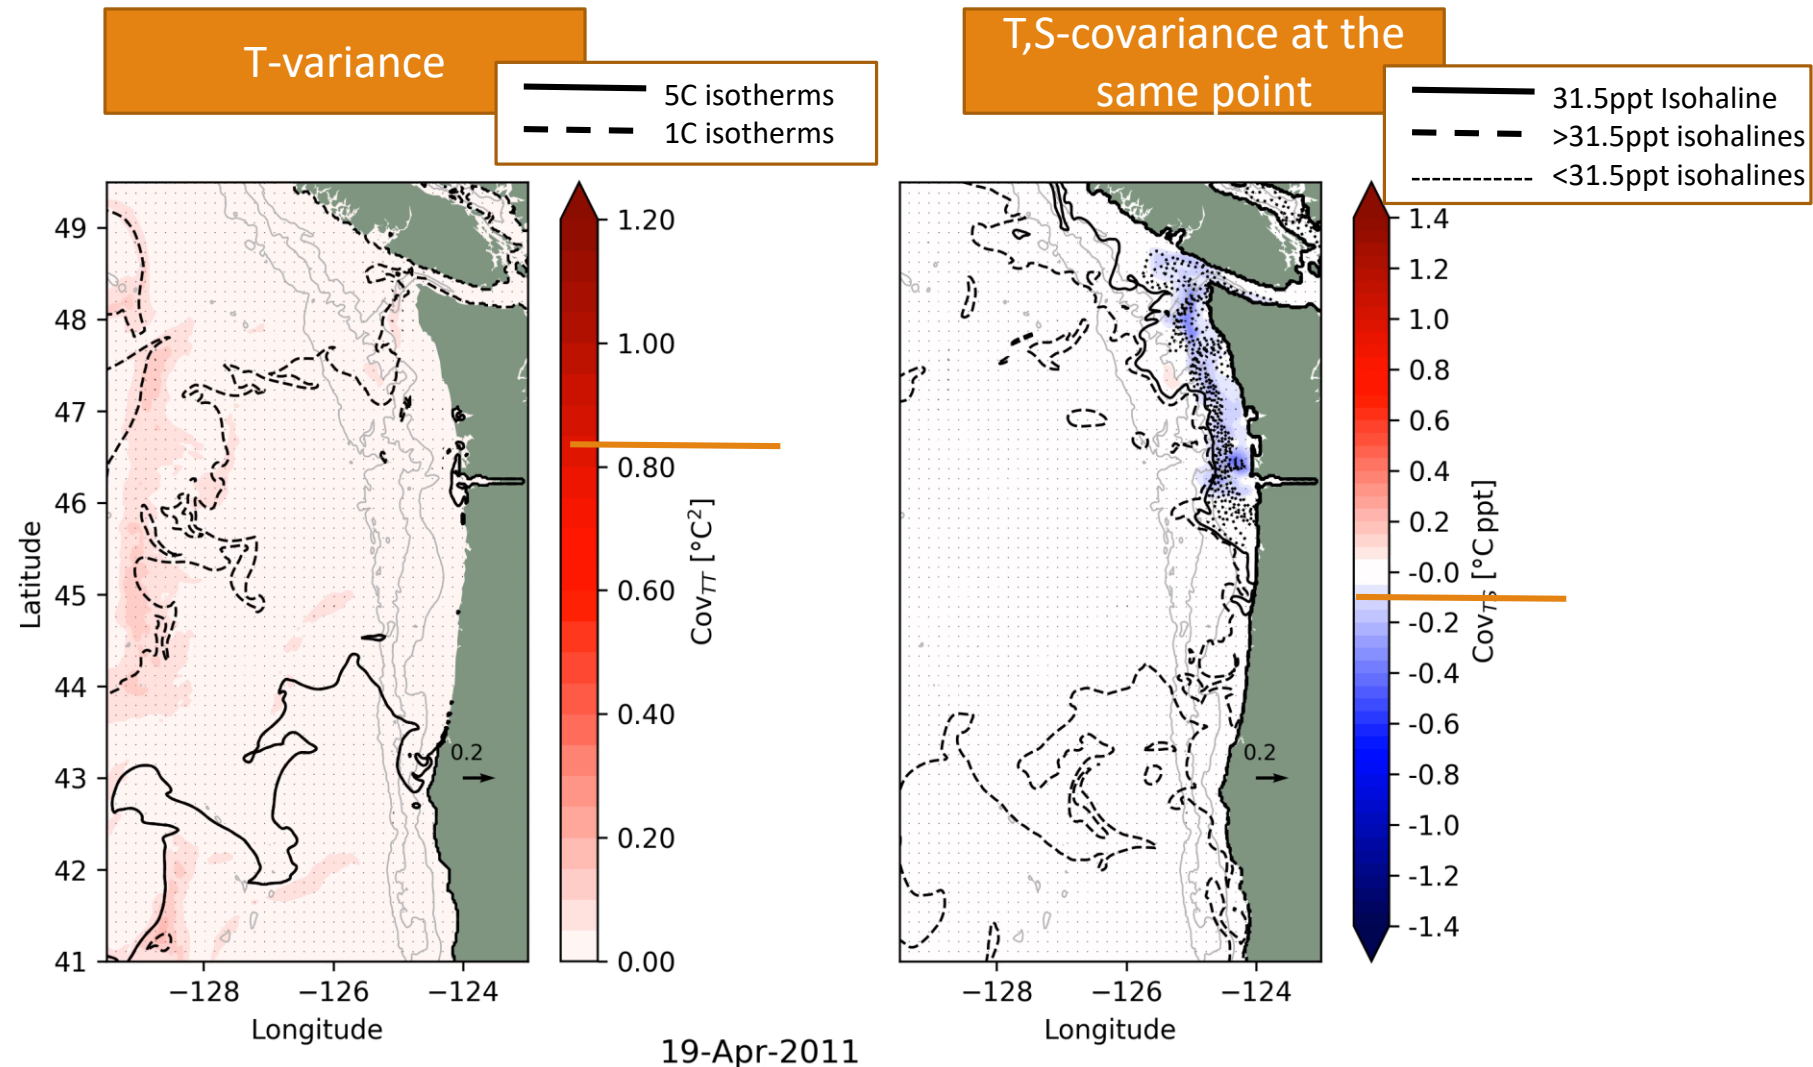 T-variance
5C isotherms
1C isotherms
T,S-covariance at the
same point
31.5ppt Isohaline
>31.5ppt isohalines
<31.5ppt isohalines
49
48
47
46
45
44
43
42
41
Latitude
−128
−126
−124
Longitude
0.2
1.20
1.00
0.80
0.60
0.40
0.20
0.00
Cov_TT [°C²]
−128
−126
−124
Longitude
0.2
1.4
1.2
1.0
0.8
0.6
0.4
0.2
-0.0
-0.2
-0.4
-0.6
-0.8
-1.0
-1.2
-1.4
Cov_TS [°C ppt]
19-Apr-2011